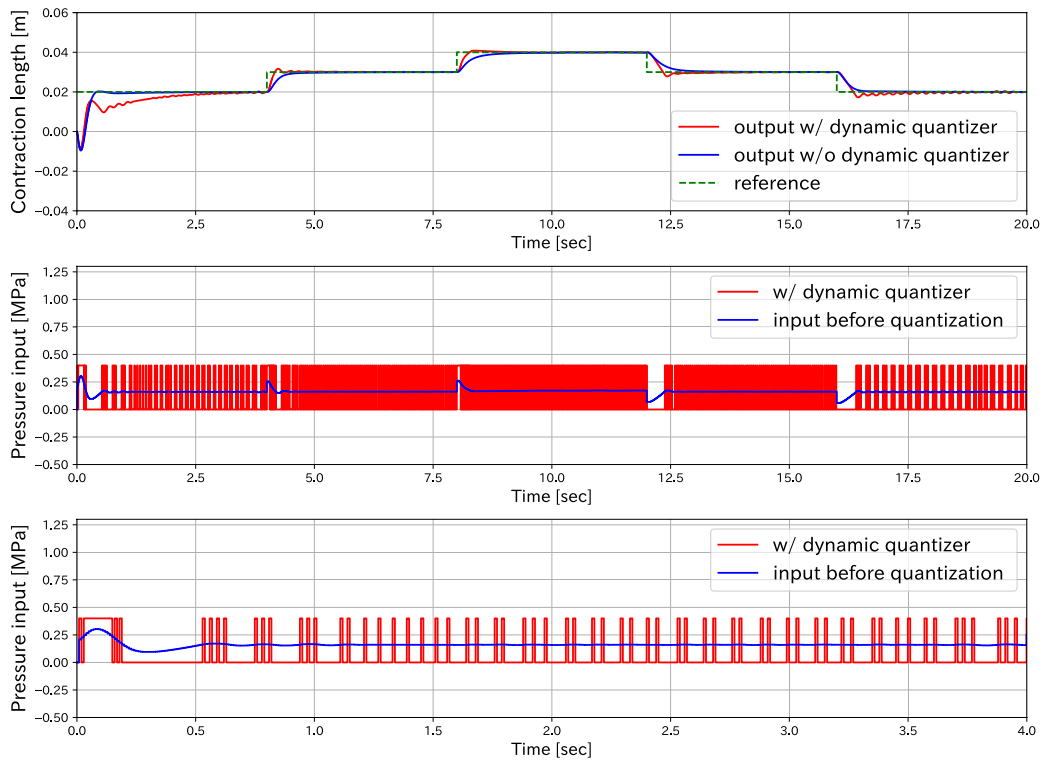 0.06
0.04
0.02
0.00
−0.02
−0.04
Contraction length [m]
output w/ dynamic quantizer
output w/o dynamic quantizer
reference
0.0 2.5 5.0 7.5 10.0 12.5 15.0 17.5 20.0
Time [sec]
1.25
1.00
0.75
0.50
0.25
0.00
−0.25
−0.50
Pressure input [MPa]
w/ dynamic quantizer
input before quantization
0.0 2.5 5.0 7.5 10.0 12.5 15.0 17.5 20.0
Time [sec]
1.25
1.00
0.75
0.50
0.25
0.00
−0.25
−0.50
Pressure input [MPa]
w/ dynamic quantizer
input before quantization
0.0 0.5 1.0 1.5 2.0 2.5 3.0 3.5 4.0
Time [sec]